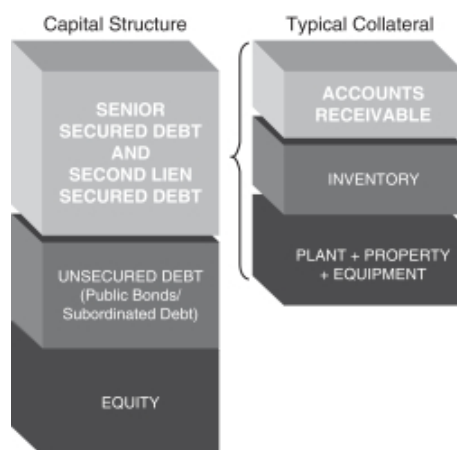 Capital Structure
SENIOR
SECURED DEBT
AND
SECOND LIEN
SECURED DEBT
UNSECURED DEBT
(Public Bonds/
Subordinated Debt)
EQUITY
Typical Collateral
ACCOUNTS
RECEIVABLE
INVENTORY
PLANT + PROPERTY
+ EQUIPMENT